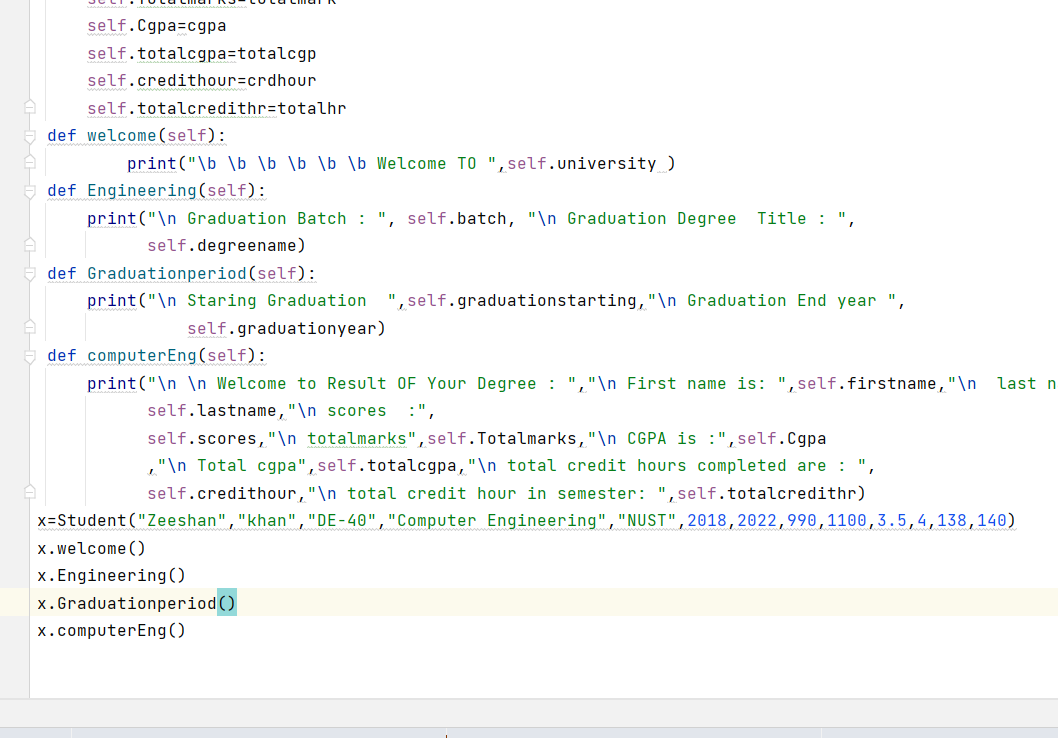 self.Totalmarks=totalmark
self.Cgpa=cgpa
self.totalcgpa=totalcgp
self.credithour=crdhour
self.totalcredithr=totalhr
def welcome(self):
print("\b \b \b \b \b \b Welcome TO ",self.university )
def Engineering(self):
print("\n Graduation Batch : ", self.batch, "\n Graduation Degree  Title : ",
self.degreename)
def Graduationperiod(self):
print("\n Staring Graduation  ",self.graduationstarting,"\n Graduation End year ",
self.graduationyear)
def computerEng(self):
print("\n \n Welcome to Result OF Your Degree : ","\n First name is: ",self.firstname,"\n  last n
self.lastname,"\n scores  :",
self.scores,"\n totalmarks",self.Totalmarks,"\n CGPA is :",self.Cgpa
,"\n Total cgpa",self.totalcgpa,"\n total credit hours completed are : ",
self.credithour,"\n total credit hour in semester: ",self.totalcredithr)
x=Student("Zeeshan","khan","DE-40","Computer Engineering","NUST",2018,2022,990,1100,3.5,4,138,140)
x.welcome()
x.Engineering()
x.Graduationperiod()
x.computerEng()